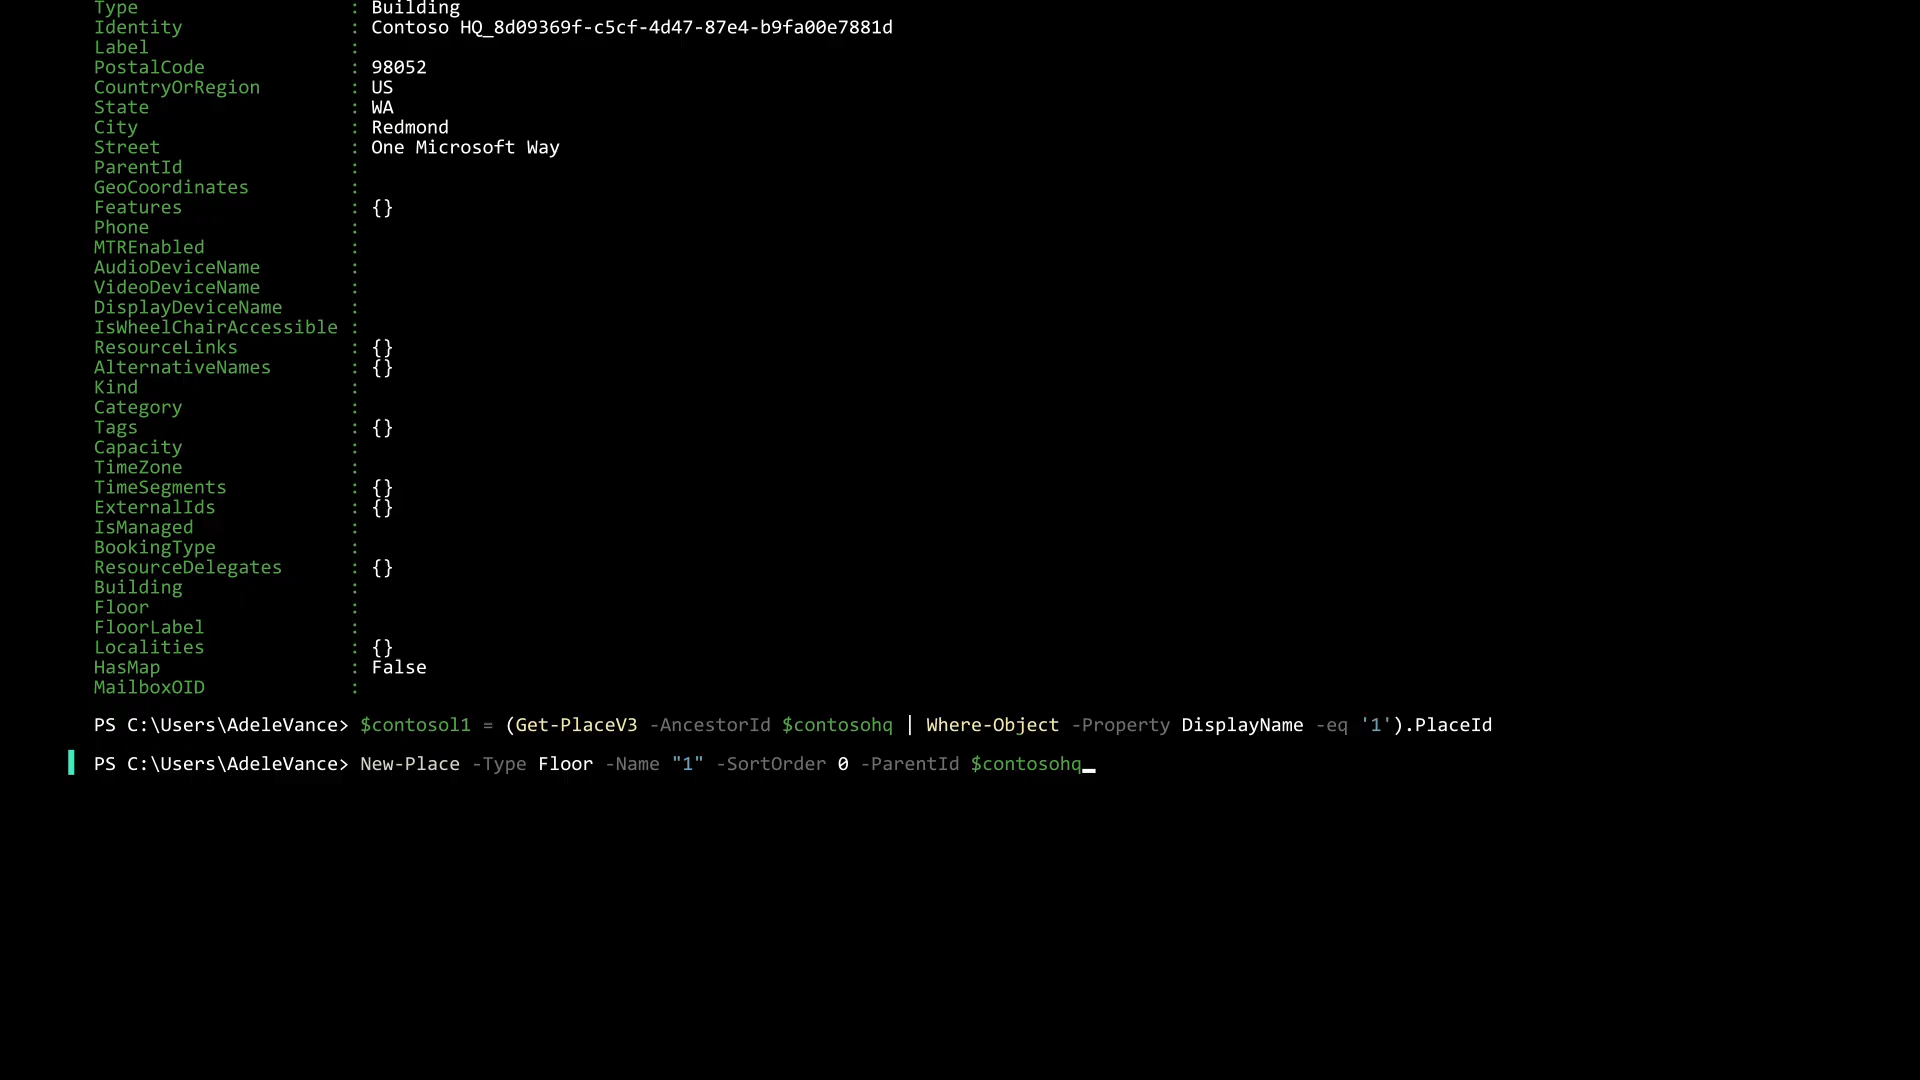 Type : Building
Identity : Contoso HQ_8d09369f-c5cf-4d47-87e4-b9fa00e7881d
Label :
PostalCode : 98052
CountryOrRegion : US
State : WA
City : Redmond
Street : One Microsoft Way
ParentId :
GeoCoordinates :
Features : {}
Phone :
MTREnabled :
AudioDeviceName :
VideoDeviceName :
DisplayDeviceName :
IsWheelChairAccessible :
ResourceLinks : {}
AlternativeNames : {}
Kind :
Category :
Tags : {}
Capacity :
TimeZone :
TimeSegments : {}
ExternalIds : {}
IsManaged :
BookingType :
ResourceDelegates : {}
Building :
Floor :
FloorLabel :
Localities : {}
HasMap : False
MailboxOID :
PS C:\Users\AdeleVance> $contosol1 = (Get-PlaceV3 -AncestorId $contosohq | Where-Object -Property DisplayName -eq '1').PlaceId
PS C:\Users\AdeleVance> New-Place -Type Floor -Name "1" -SortOrder 0 -ParentId $contosohq